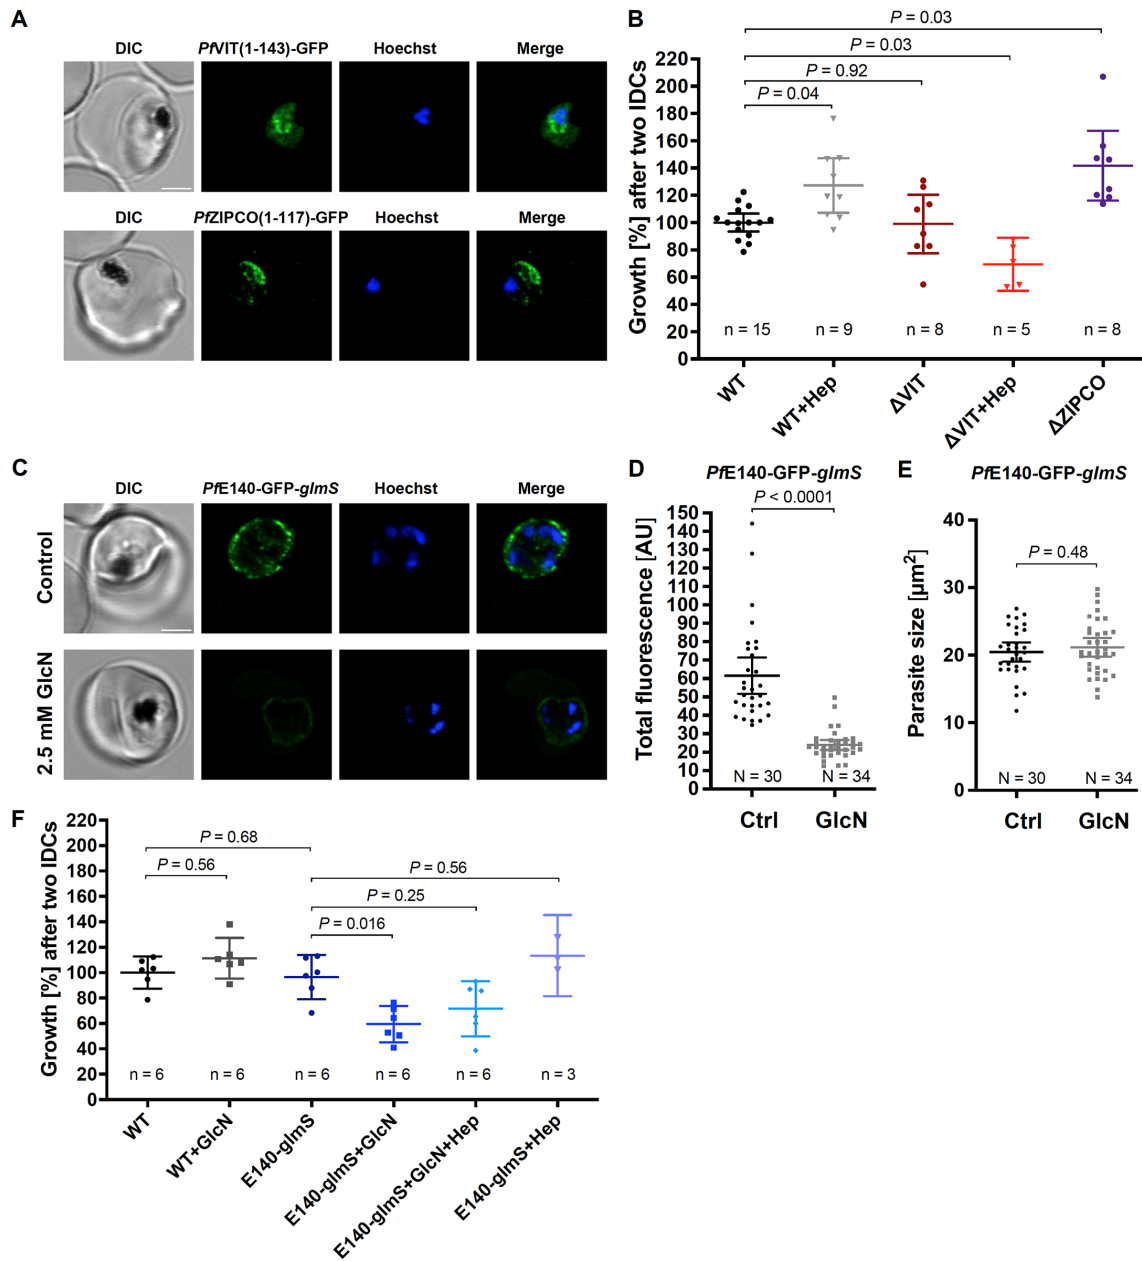 A
DIC
PfVIT(1-143)-GFP
Hoechst
Merge
DIC
PfZIPCO(1-117)-GFP
Hoechst
Merge
B
P = 0.03
P = 0.03
P = 0.92
P = 0.04
Growth [%] after two IDCs
220
200
180
160
140
120
100
80
60
40
20
0
n = 15
n = 9
n = 8
n = 5
n = 8
WT
WT+Hep
ΔVIT
ΔVIT+Hep
ΔZIPCO
C
DIC
PfE140-GFP-glmS
Hoechst
Merge
Control
2.5 mM GlcN
D
PfE140-GFP-glmS
P < 0.0001
Total fluorescence [AU]
150
140
130
120
110
100
90
80
70
60
50
40
30
20
10
0
N = 30
N = 34
Ctrl
GlcN
E
PfE140-GFP-glmS
P = 0.48
Parasite size [µm²]
40
30
20
10
0
N = 30
N = 34
Ctrl
GlcN
F
Growth [%] after two IDCs
220
200
180
160
140
120
100
80
60
40
20
0
P = 0.68
P = 0.56
P = 0.56
P = 0.25
P = 0.016
n = 6
n = 6
n = 6
n = 6
n = 6
n = 3
WT
WT+GlcN
E140-glmS
E140-glmS+GlcN
E140-glmS+GlcN+Hep
E140-glmS+Hep